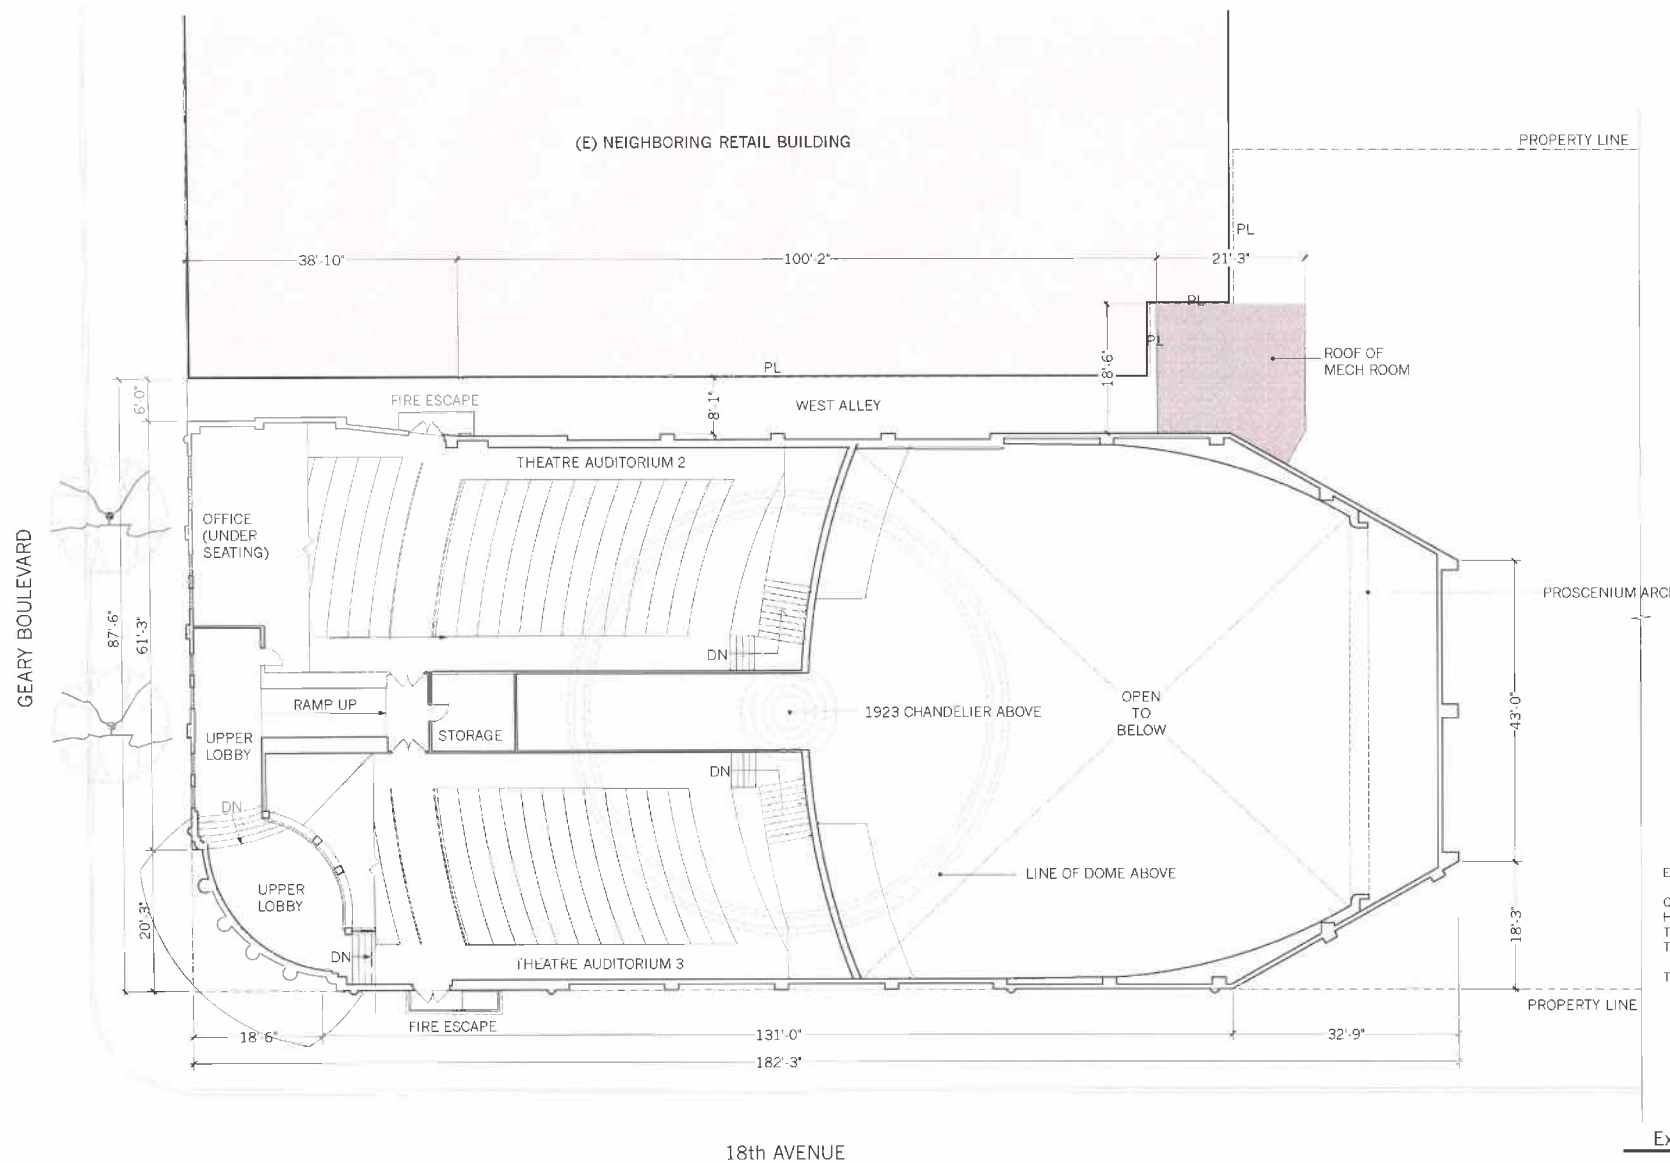 (E) NEIGHBORING RETAIL BUILDING
PROPERTY LINE
PL
38'-10"
100'-2"
21'-3"
PL
PL
18'-6"
ROOF OF
MECH ROOM
PL
6'-0"
FIRE ESCAPE
8'-1"
WEST ALLEY
THEATRE AUDITORIUM 2
OFFICE
(UNDER
SEATING)
GEARY BOULEVARD
87'-6"
61'-3"
PROSCENIUM ARC
DN
RAMP UP
STORAGE
UPPER
LOBBY
1923 CHANDELIER ABOVE
OPEN
TO
BELOW
43'-0"
DN
DN
UPPER
LOBBY
LINE OF DOME ABOVE
20'-3"
18'-3"
DN
THEATRE AUDITORIUM 3
PROPERTY LINE
FIRE ESCAPE
18'-6"
131'-0"
32'-9"
182'-3"
18th AVENUE
Ex